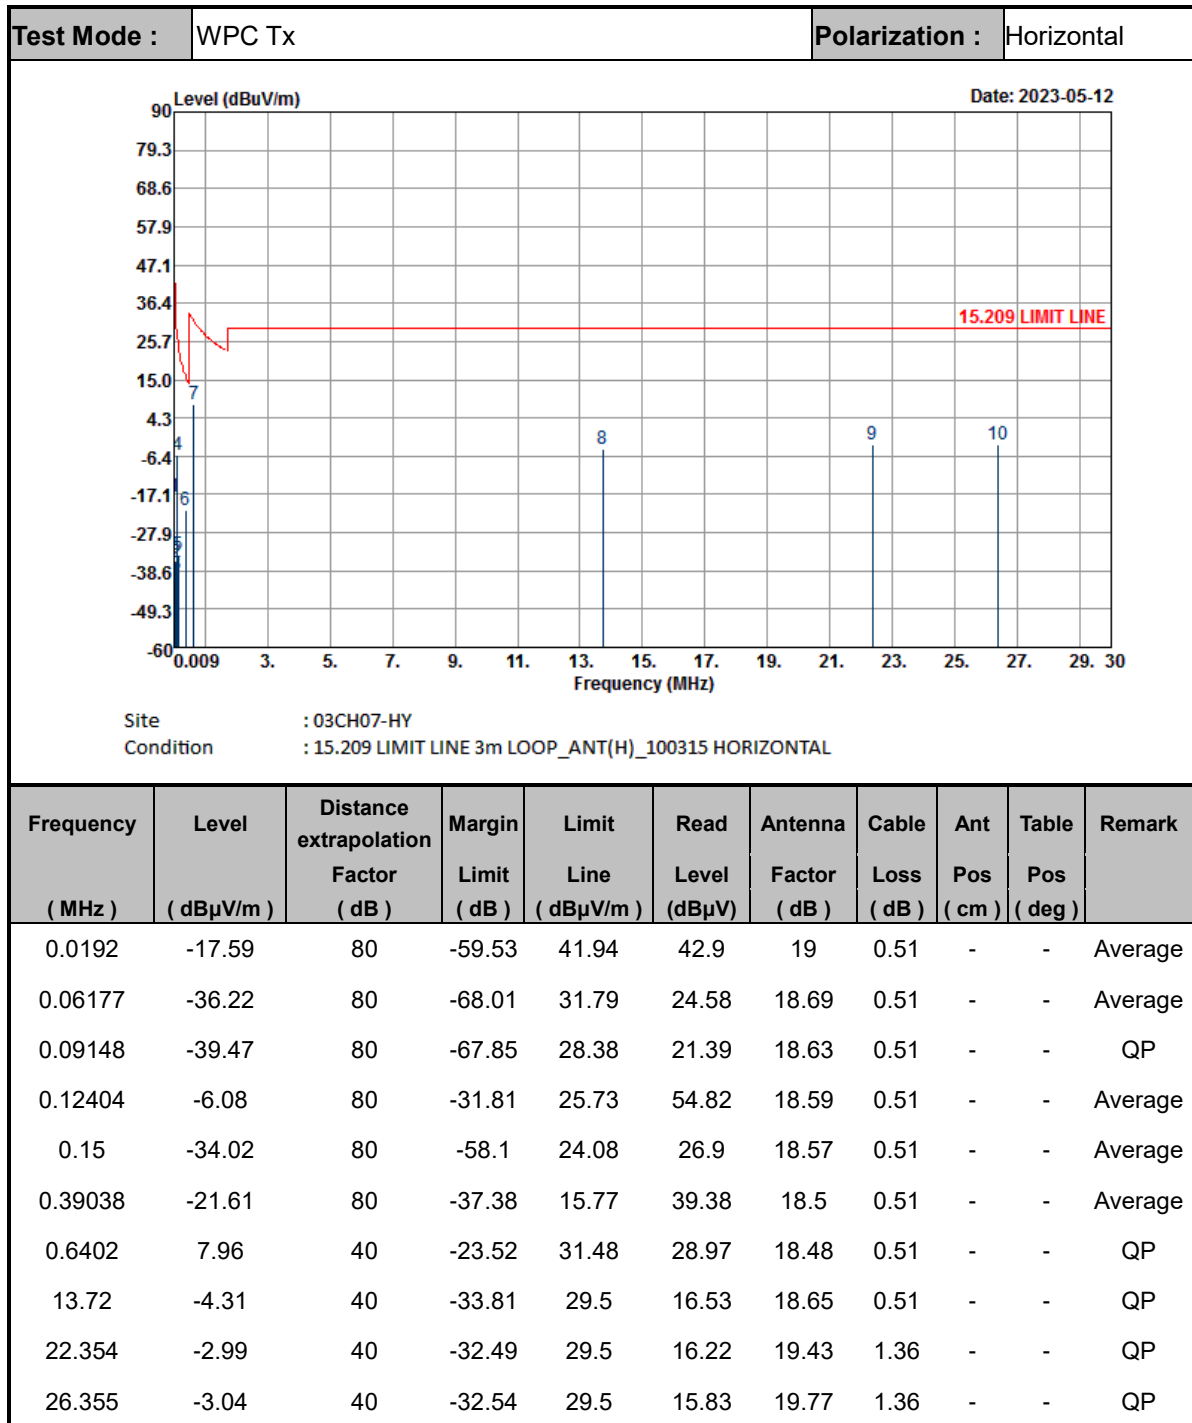 Test Mode : WPC Tx Polarization : Horizontal
Level (dBuV/m) Date: 2023-05-12
90
79.3
68.6
57.9
47.1
36.4
15.209 LIMIT LINE
25.7
15.0
7
4.3
4
8
9
10
-6.4
-17.1
6
-27.9
5
-38.6
-49.3
-60
0.009 3. 5. 7. 9. 11. 13. 15. 17. 19. 21. 23. 25. 27. 29. 30
Frequency (MHz)
Site : 03CH07-HY
Condition : 15.209 LIMIT LINE 3m LOOP_ANT(H)_100315 HORIZONTAL
Frequency Level Distance extrapolation Margin Limit Read Antenna Cable Ant Table Remark
Factor Limit Line Level Factor Loss Pos Pos
( MHz ) ( dBµV/m ) ( dB ) ( dB ) ( dBµV/m ) (dBµV) ( dB ) ( dB ) ( cm ) ( deg )
0.0192 -17.59 80 -59.53 41.94 42.9 19 0.51 - - Average
0.06177 -36.22 80 -68.01 31.79 24.58 18.69 0.51 - - Average
0.09148 -39.47 80 -67.85 28.38 21.39 18.63 0.51 - - QP
0.12404 -6.08 80 -31.81 25.73 54.82 18.59 0.51 - - Average
0.15 -34.02 80 -58.1 24.08 26.9 18.57 0.51 - - Average
0.39038 -21.61 80 -37.38 15.77 39.38 18.5 0.51 - - Average
0.6402 7.96 40 -23.52 31.48 28.97 18.48 0.51 - - QP
13.72 -4.31 40 -33.81 29.5 16.53 18.65 0.51 - - QP
22.354 -2.99 40 -32.49 29.5 16.22 19.43 1.36 - - QP
26.355 -3.04 40 -32.54 29.5 15.83 19.77 1.36 - - QP